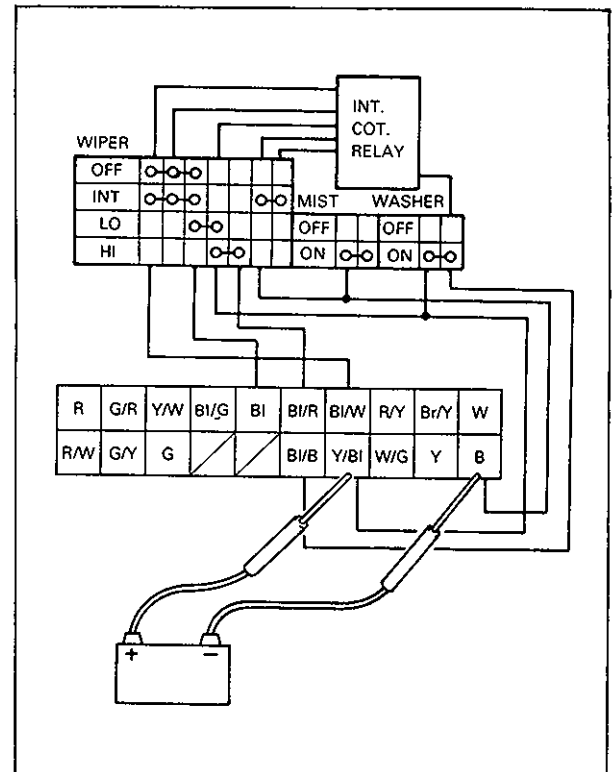 INT.
COT.
RELAY
WIPER
OFF
INT MIST WASHER
LO OFF OFF
HI ON ON
R G/R Y/W Bl/G Bl Bl/R Bl/W R/Y Br/Y W
R/W G/Y G Bl/B Y/Bl W/G Y B
+ −